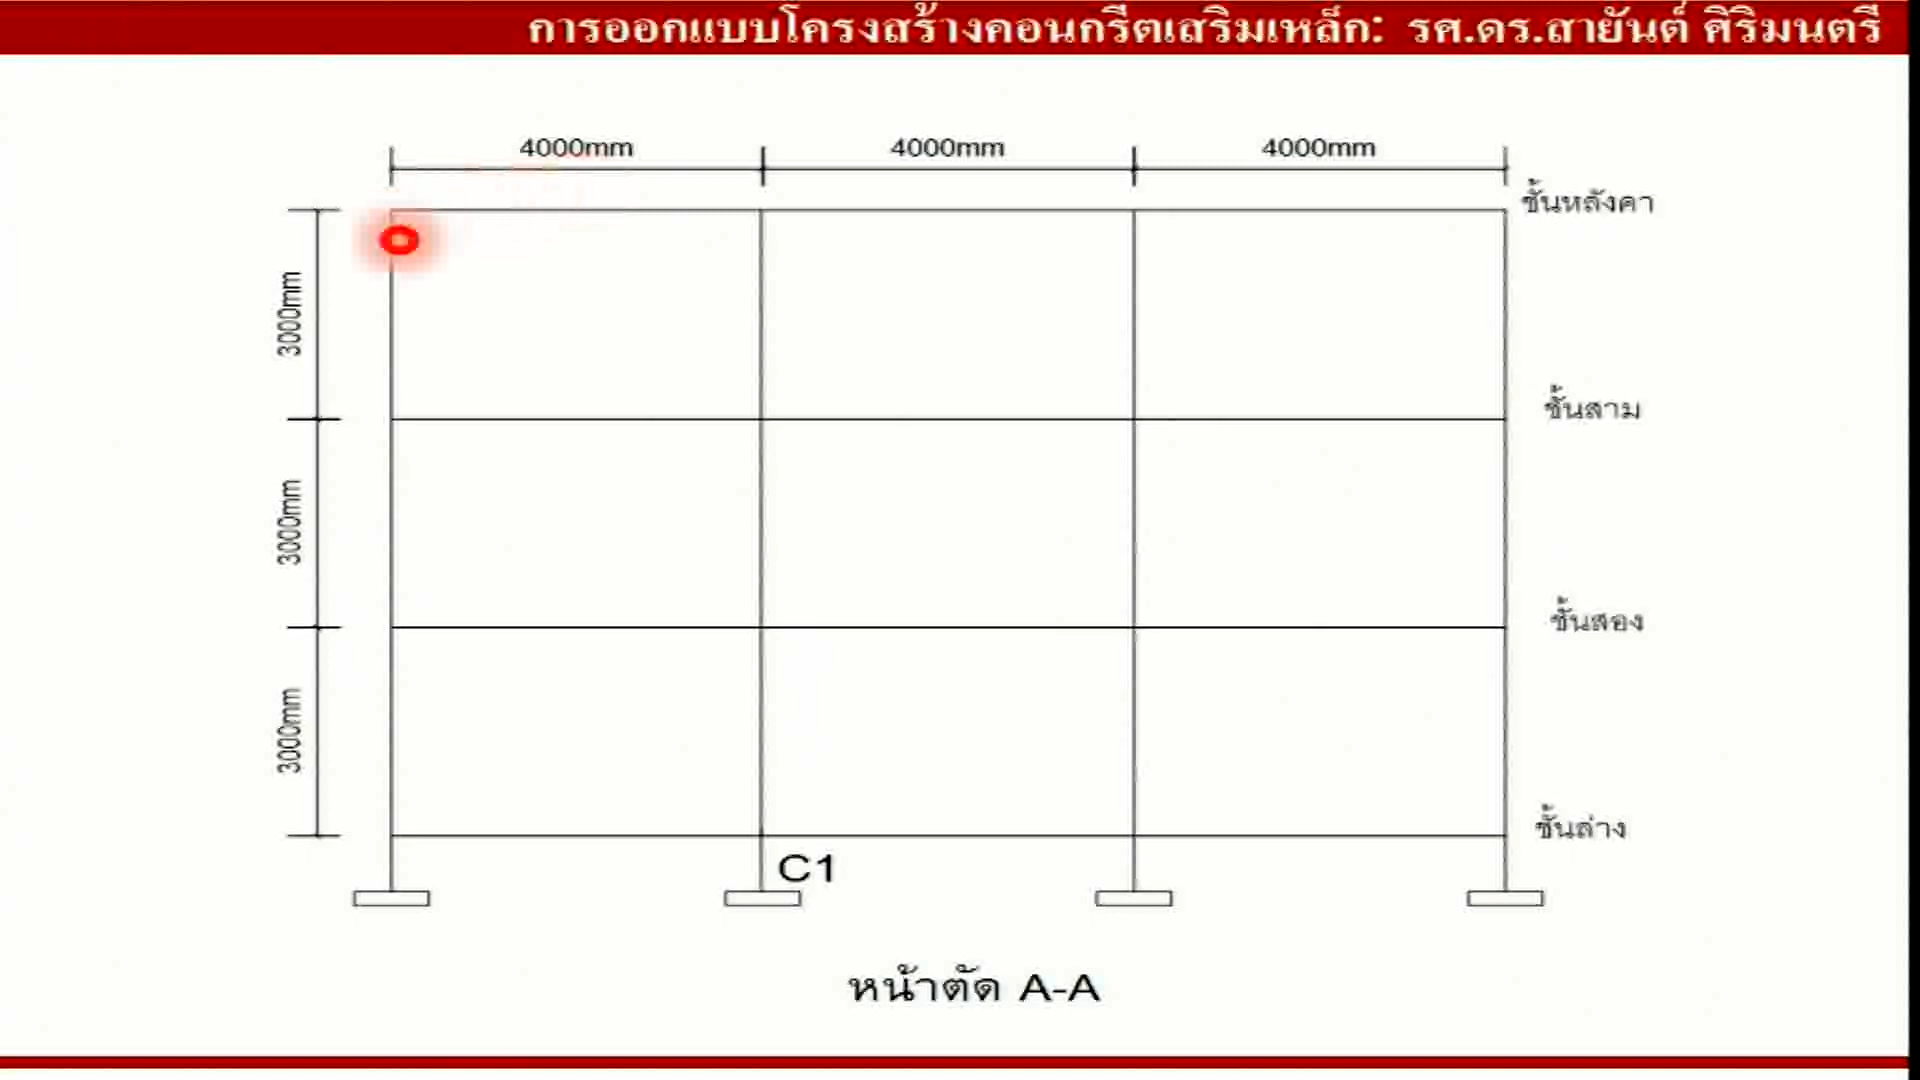 การออกแบบโครงสร้างคอนกรีตเสริมเหล็ก: รศ.ดร.สายันต์ ศิริมนตรี
4000mm 4000mm 4000mm
ชั้นหลังคา
3000mm
ชั้นสาม
3000mm
ชั้นสอง
3000mm
ชั้นล่าง
C1
หน้าตัด A-A